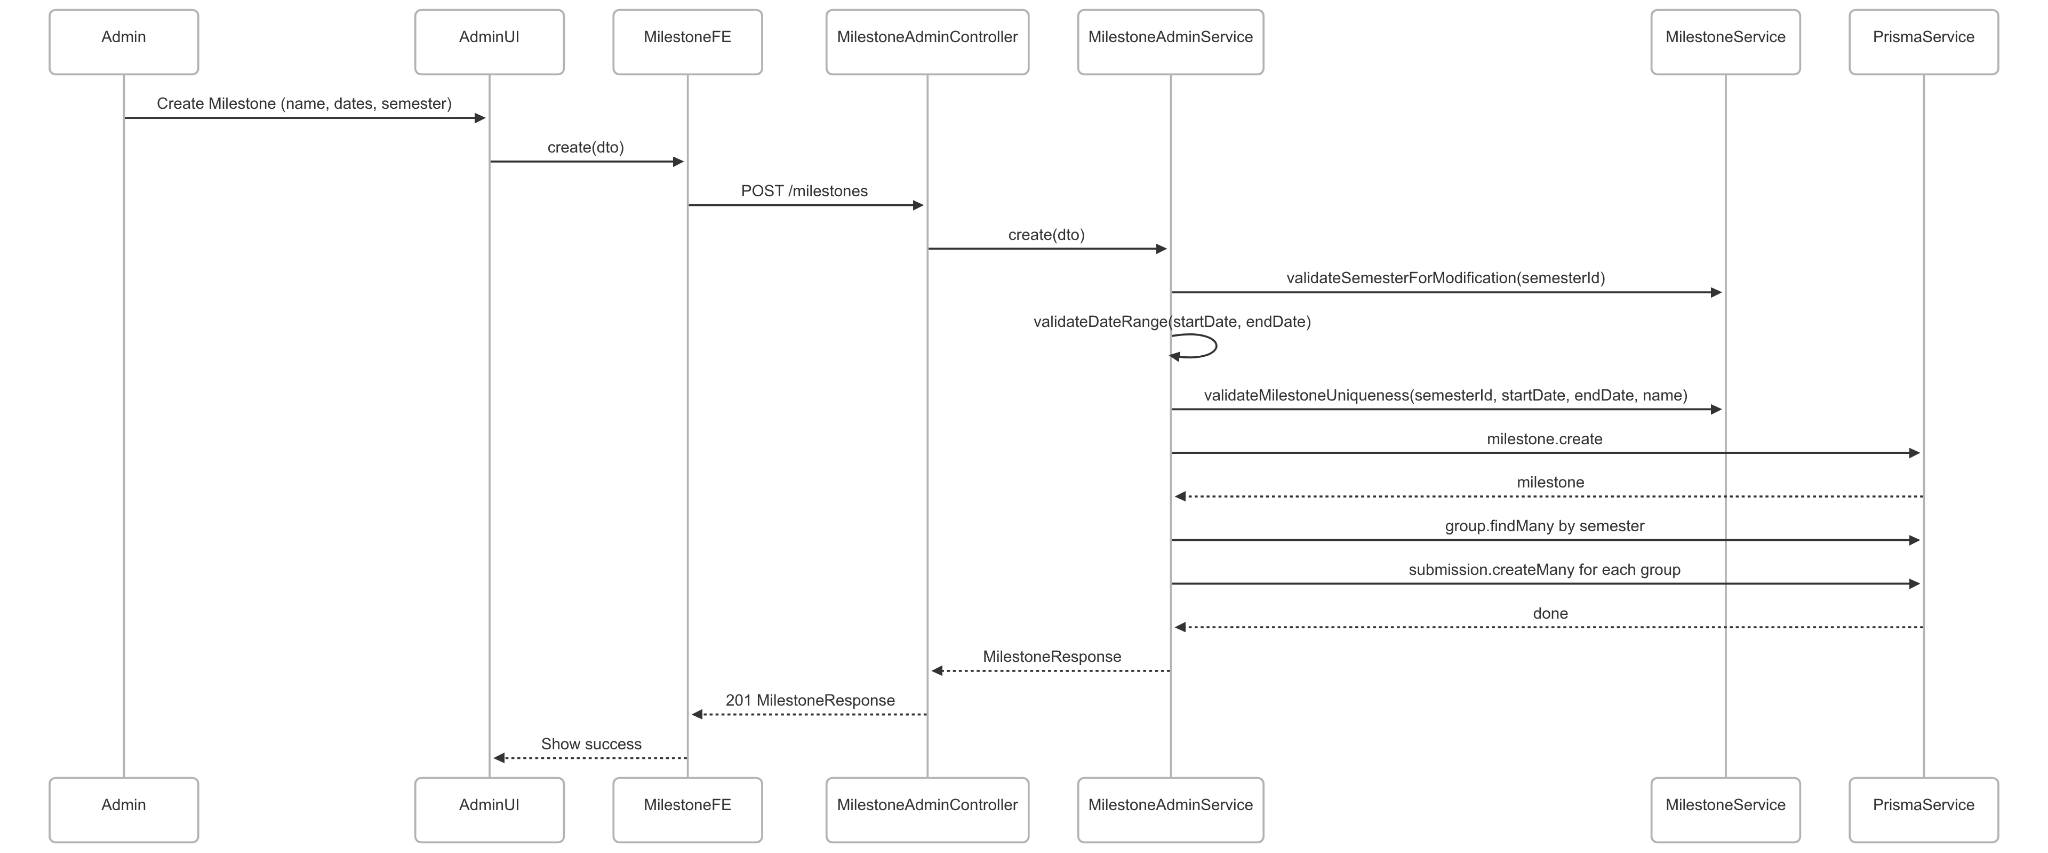 Admin
AdminUI
MilestoneFE
MilestoneAdminController
MilestoneAdminService
MilestoneService
PrismaService
Create Milestone (name, dates, semester)
create(dto)
POST /milestones
create(dto)
validateSemesterForModification(semesterId)
validateDateRange(startDate, endDate)
validateMilestoneUniqueness(semesterId, startDate, endDate, name)
milestone.create
milestone
group.findMany by semester
submission.createMany for each group
done
MilestoneResponse
201 MilestoneResponse
Show success
Admin
AdminUI
MilestoneFE
MilestoneAdminController
MilestoneAdminService
MilestoneService
PrismaService